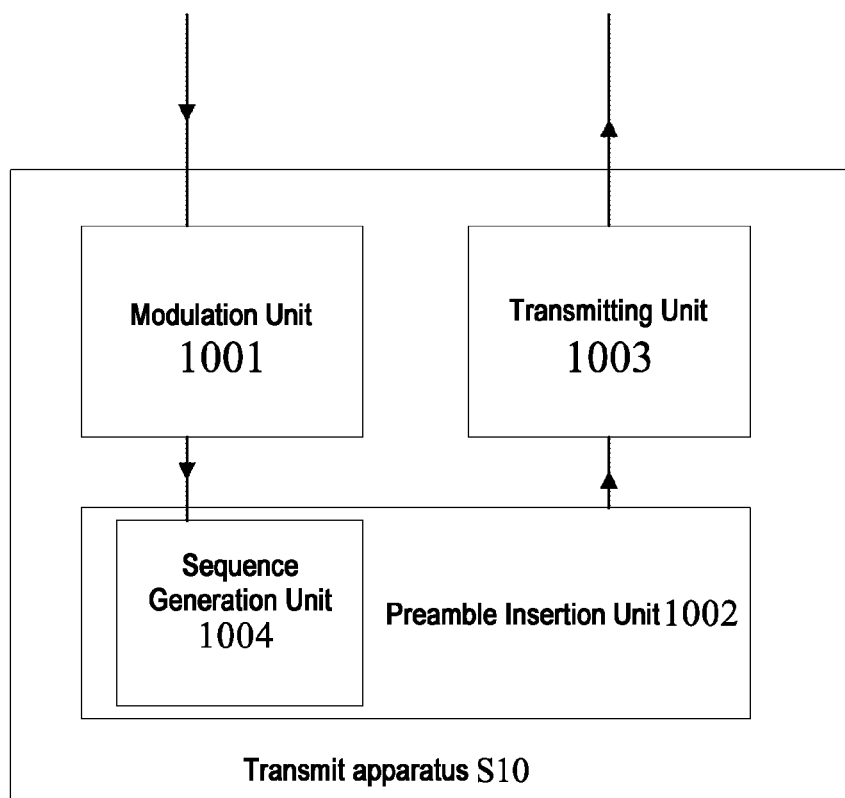 Modulation Unit
1001
Transmitting Unit
1003
Sequence
Generation Unit
1004
Preamble Insertion Unit 1002
Transmit apparatus S10